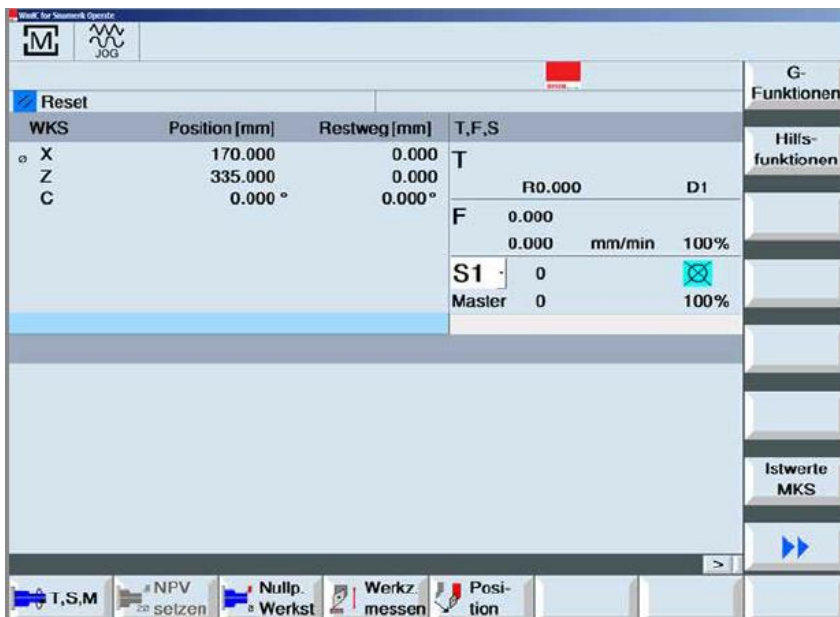 WinNC for Sinumerik Operate
M
JOG
G-
Funktionen
Reset
WKS Position [mm] Restweg [mm] T,F,S
Hilfs-
funktionen
ø X 170.000 0.000 T
Z 335.000 0.000 R0.000 D1
C 0.000 ° 0.000 °
F 0.000
0.000 mm/min 100%
S1 0
Master 0 100%
Istwerte
MKS
>
T,S,M
NPV
setzen
Nullp.
Werkst
Werkz.
messen
Posi-
tion